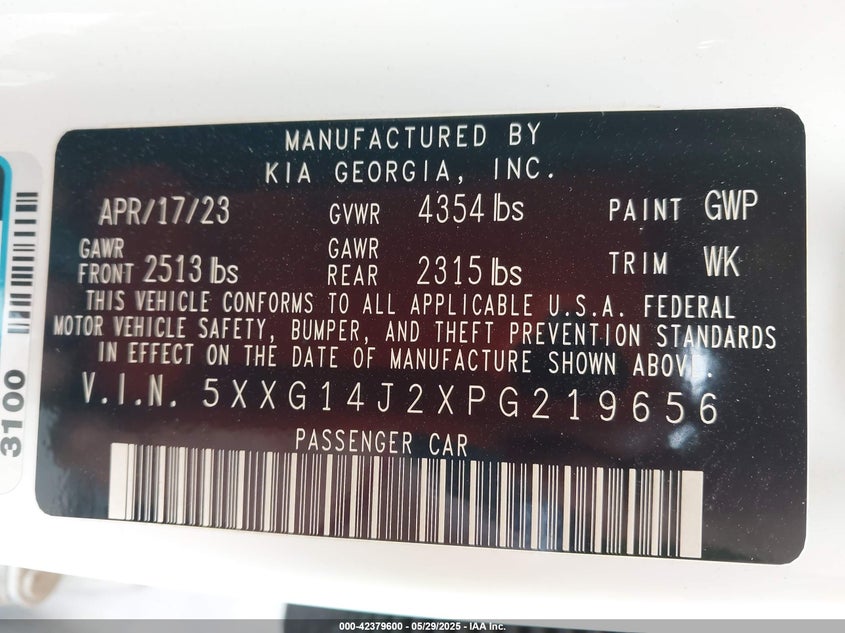 MANUFACTURED BY
KIA GEORGIA, INC.
APR/17/23 GVWR 4354 lbs PAINT GWP
GAWR FRONT 2513 lbs GAWR REAR 2315 lbs TRIM WK
THIS VEHICLE CONFORMS TO ALL APPLICABLE U.S.A. FEDERAL
MOTOR VEHICLE SAFETY, BUMPER, AND THEFT PREVENTION STANDARDS
IN EFFECT ON THE DATE OF MANUFACTURE SHOWN ABOVE.
V.I.N. 5XXG14J2XPG219656
PASSENGER CAR
3100
000-42379600 - 05/29/2025 - IAA Inc.